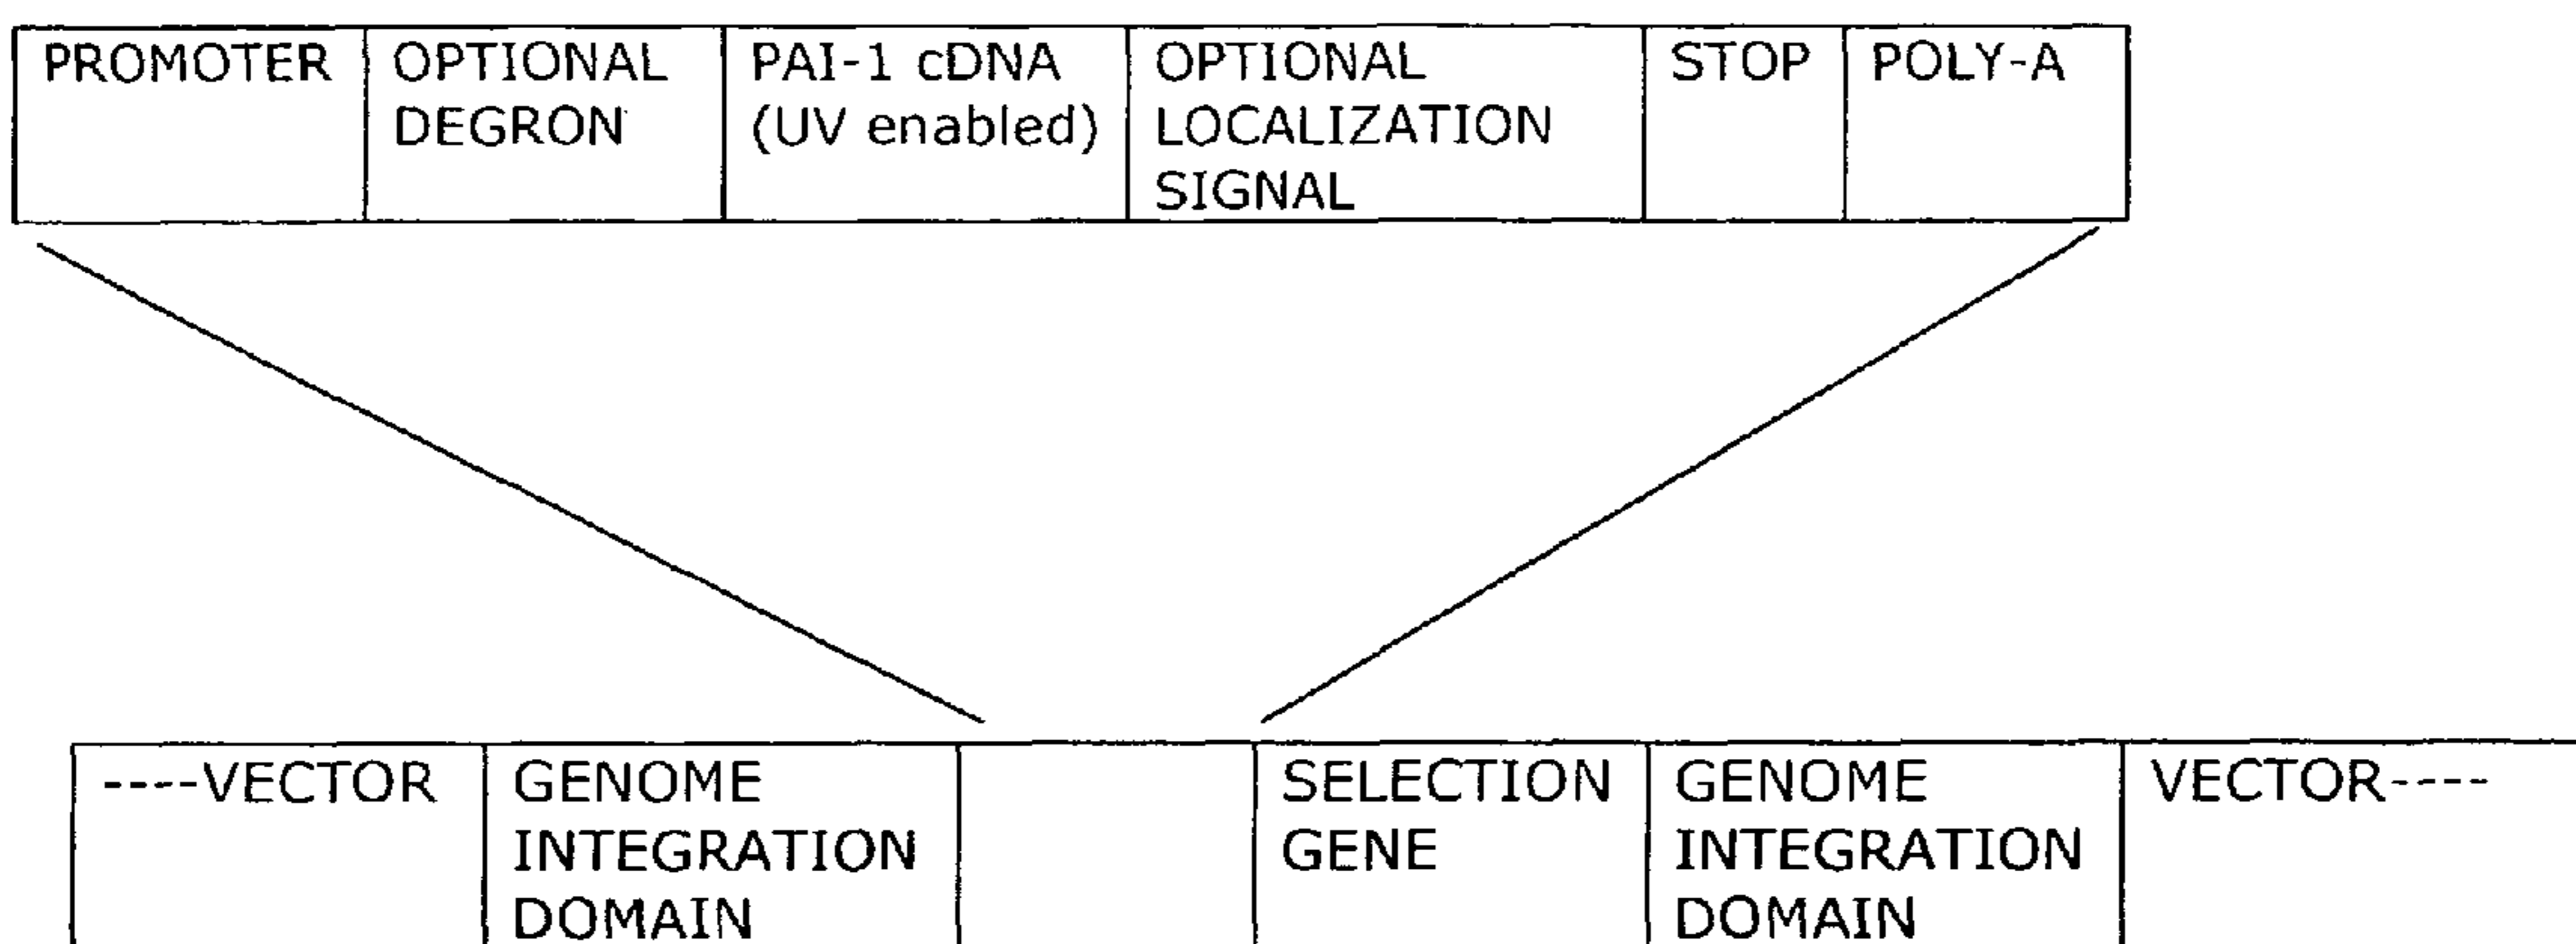 PROMOTER
OPTIONAL
DEGRON
PAI-1 cDNA
(UV enabled)
OPTIONAL
LOCALIZATION
SIGNAL
STOP
POLY-A
----VECTOR
GENOME
INTEGRATION
DOMAIN
SELECTION
GENE
GENOME
INTEGRATION
DOMAIN
VECTOR----